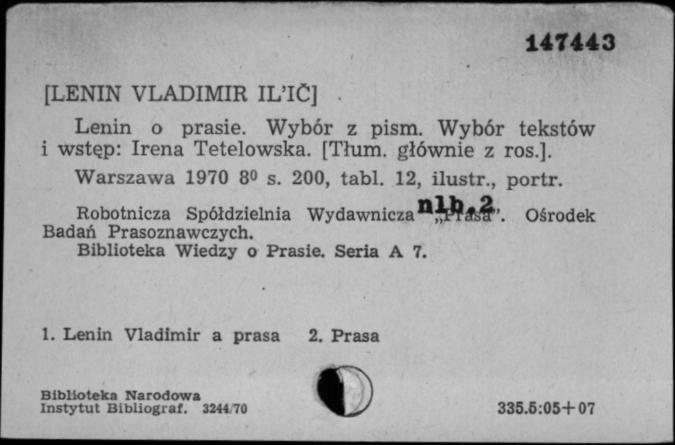 147443
[LENIN VLADIMIR IL'IČ]
Lenin o prasie. Wybór z pism. Wybór tekstów
i wstęp: Irena Tetelowska. [Tłum. głównie z ros.].
Warszawa 1970 8⁰ s. 200, tabl. 12, ilustr., portr.
nlb.2
Robotnicza Spółdzielnia Wydawnicza „Prasa”. Ośrodek
Badań Prasoznawczych.
Biblioteka Wiedzy o Prasie. Seria A 7.
1. Lenin Vladimir a prasa 2. Prasa
Biblioteka Narodowa
Instytut Bibliograf. 3244/70
335.5:05+07